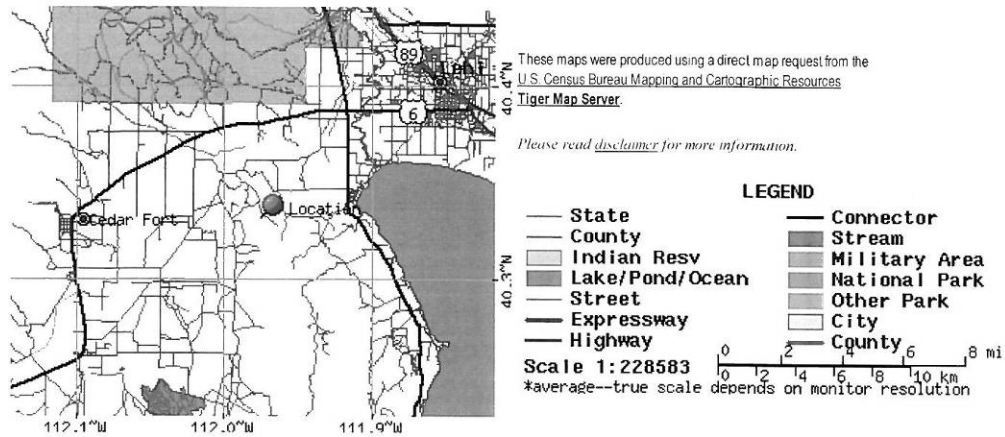 89
Lehi
6
Cedar Fort
Location
40.4~N
40.3~N
112.1~W
112.0~W
111.9~W
These maps were produced using a direct map request from the
U.S. Census Bureau Mapping and Cartographic Resources
Tiger Map Server.
Please read disclaimer for more information.
LEGEND
State
County
Indian Resv
Lake/Pond/Ocean
Street
Expressway
Highway
Connector
Stream
Military Area
National Park
Other Park
City
County
Scale 1:228583
0 2 4 6 8 mi
0 2 4 6 8 10 km
*average--true scale depends on monitor resolution